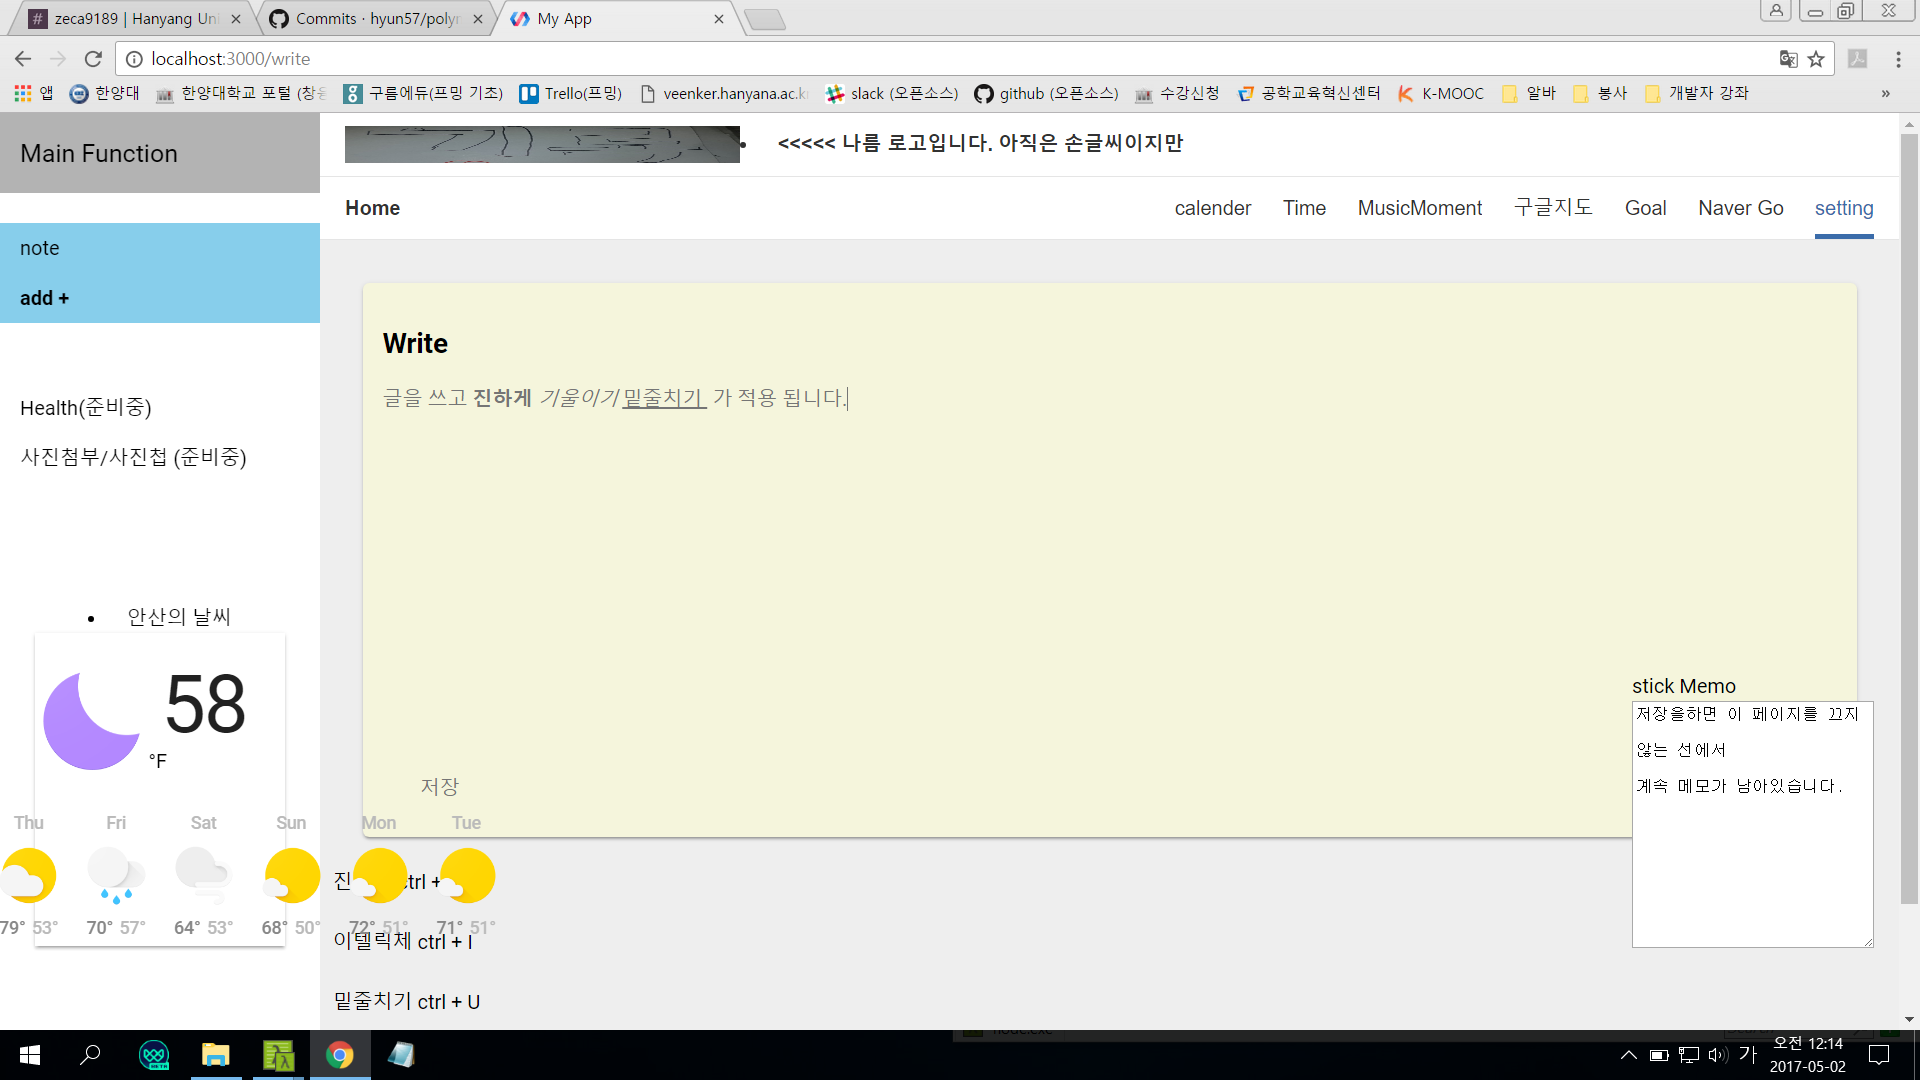 zeca9189 | Hanyang Uni
Commits · hyun57/polym
My App
localhost:3000/write
앱
한양대
한양대학교 포털 (창의
구름에듀(프밍 기초)
Trello(프밍)
veenker.hanyana.ac.kr
slack (오픈소스)
github (오픈소스)
수강신청
공학교육혁신센터
K-MOOC
알바
봉사
개발자 강좌
»
Main Function
<<<<< 나름 로고입니다. 아직은 손글씨이지만
Home
calender
Time
MusicMoment
구글지도
Goal
Naver Go
setting
note
add +
Health(준비중)
사진첨부/사진첩 (준비중)
Write
글을 쓰고 진하게 기울이기 밑줄치기 가 적용 됩니다.
저장
stick Memo
저장을하면 이 페이지를 끄지
않는 선에서
계속 메모가 남아있습니다.
안산의 날씨
58
°F
Thu Fri Sat Sun Mon Tue
79° 53° 70° 57° 64° 53° 68° 50° 72° 51° 71° 51°
이텔릭체 ctrl + I
밑줄치기 ctrl + U
가
오전 12:14
2017-05-02